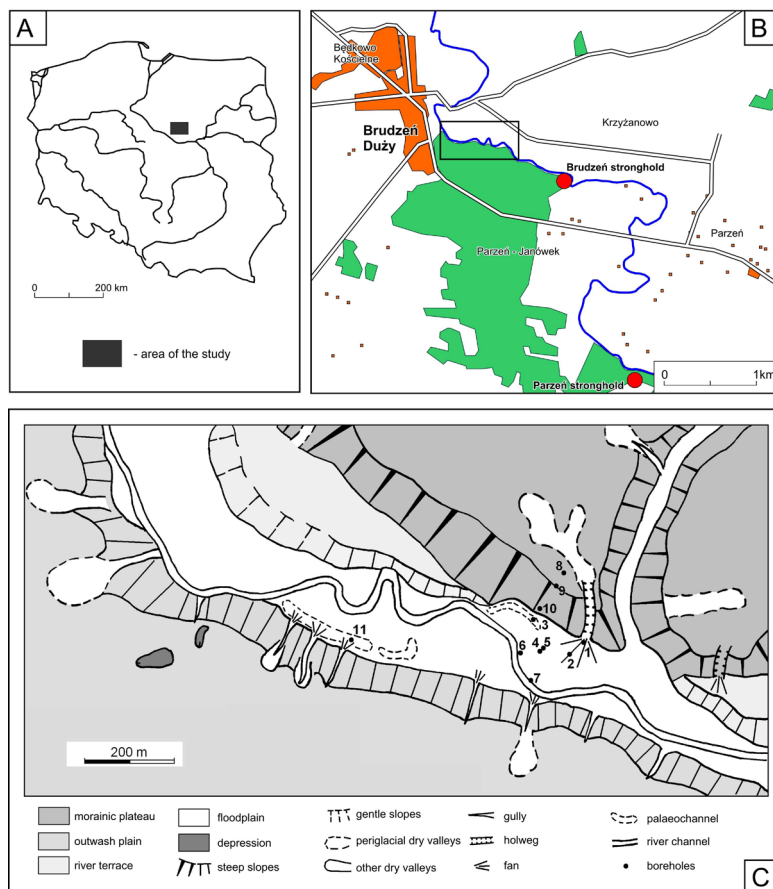 A
0 200 km
- area of the study
B
Będkowo
Kościelne
Brudzeń
Duży
Krzyżanowo
Brudzeń stronghold
Parzeń
Parzeń - Janówek
Parzeń stronghold
0 1km
8
9
10
3
11
6 4 5
2
1
7
200 m
morainic plateau
outwash plain
river terrace
floodplain
depression
steep slopes
gentle slopes
periglacial dry valleys
other dry valleys
gully
holweg
fan
palaeochannel
river channel
boreholes
C